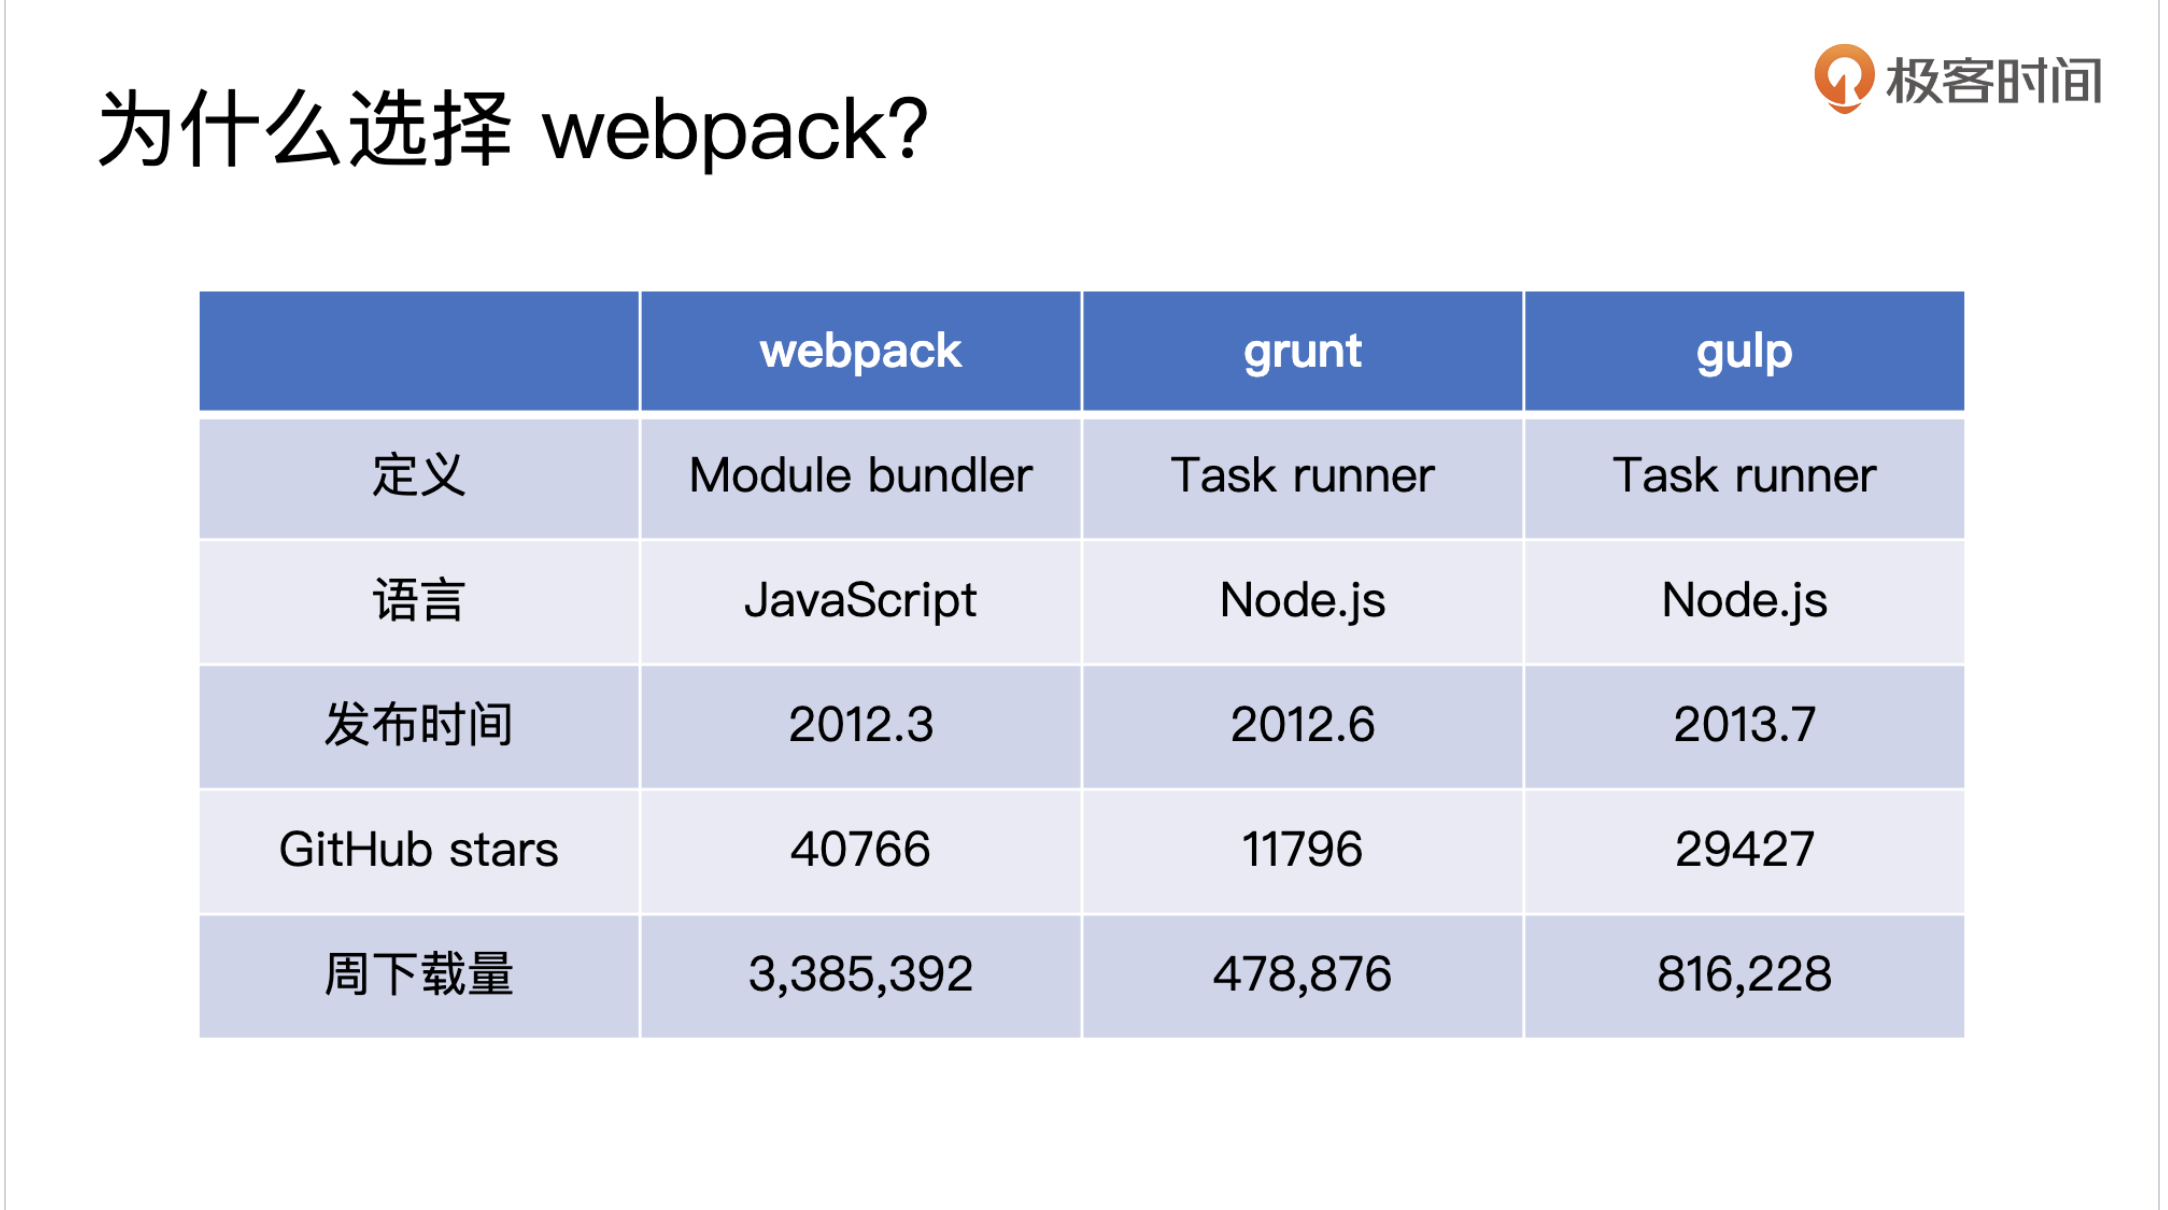 极客时间
为什么选择 webpack?
webpack grunt gulp
定义 Module bundler Task runner Task runner
语言 JavaScript Node.js Node.js
发布时间 2012.3 2012.6 2013.7
GitHub stars 40766 11796 29427
周下载量 3,385,392 478,876 816,228